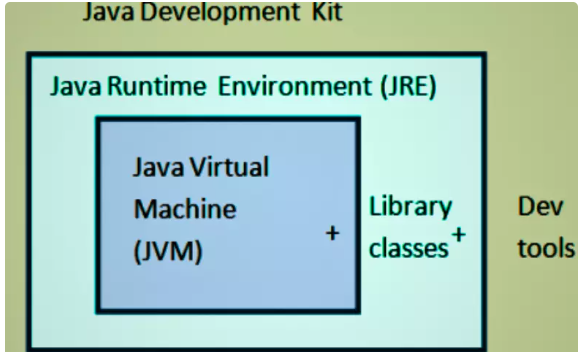 Java Development Kit
Java Runtime Environment (JRE)
Java Virtual
Machine
(JVM)
+
Library
classes
+
Dev
tools